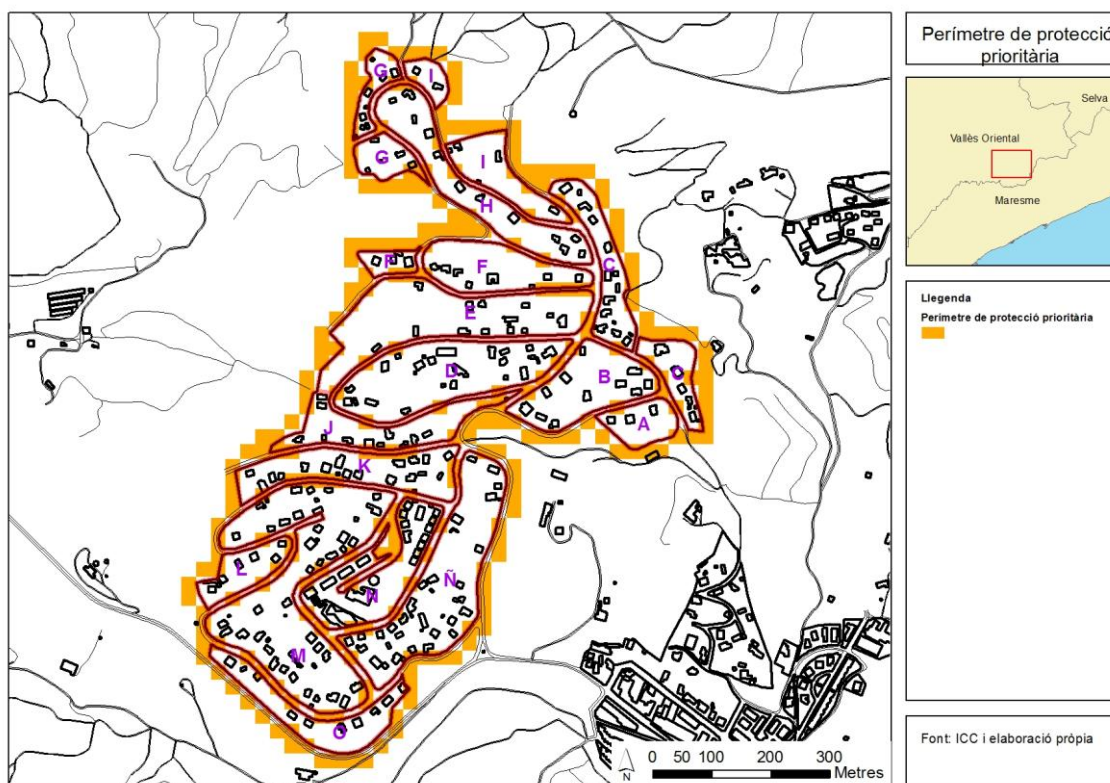 Perímetre de protecció
prioritària
Selva
Vallès Oriental
Maresme
Llegenda
Perimetre de protecció prioritària
Font: ICC i elaboració pròpia
G I
G I
H
C
F F
E
D
B
A
J
K
L
N Ñ
M
O
N
0 50 100 200 300
Metres